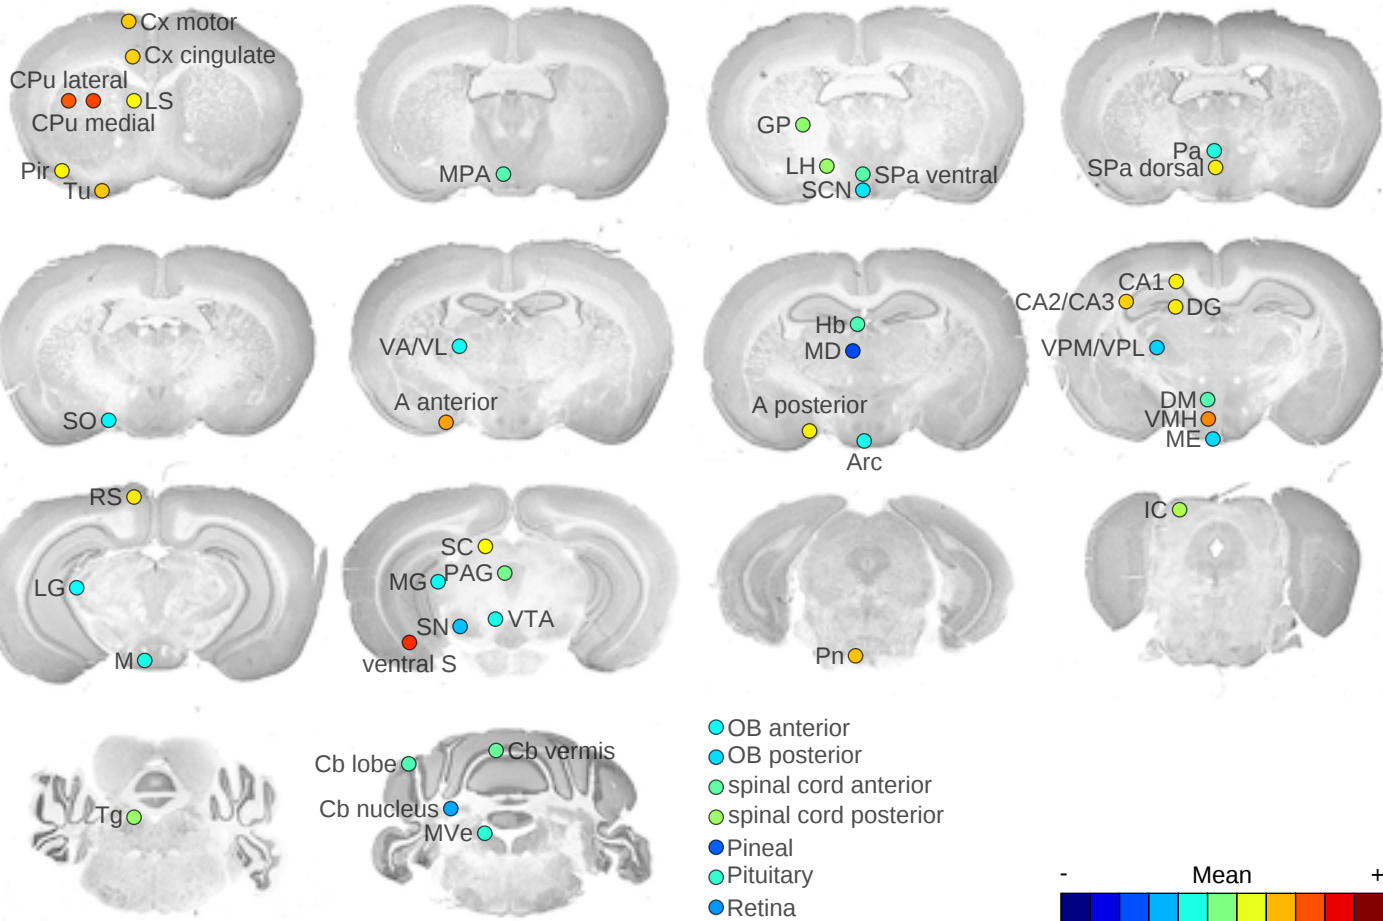 Cx motor
Cx cingulate
CPu lateral
LS
CPu medial
Pir
Tu
MPA
GP
LH
SPa ventral
SCN
Pa
SPa dorsal
SO
VA/VL
A anterior
Hb
MD
A posterior
Arc
CA1
CA2/CA3
DG
VPM/VPL
DM
VMH
ME
RS
LG
M
SC
PAG
MG
VTA
SN
ventral S
Pn
IC
Tg
Cb lobe
Cb vermis
Cb nucleus
MVe
OB anterior
OB posterior
spinal cord anterior
spinal cord posterior
Pineal
Pituitary
Retina
- Mean +